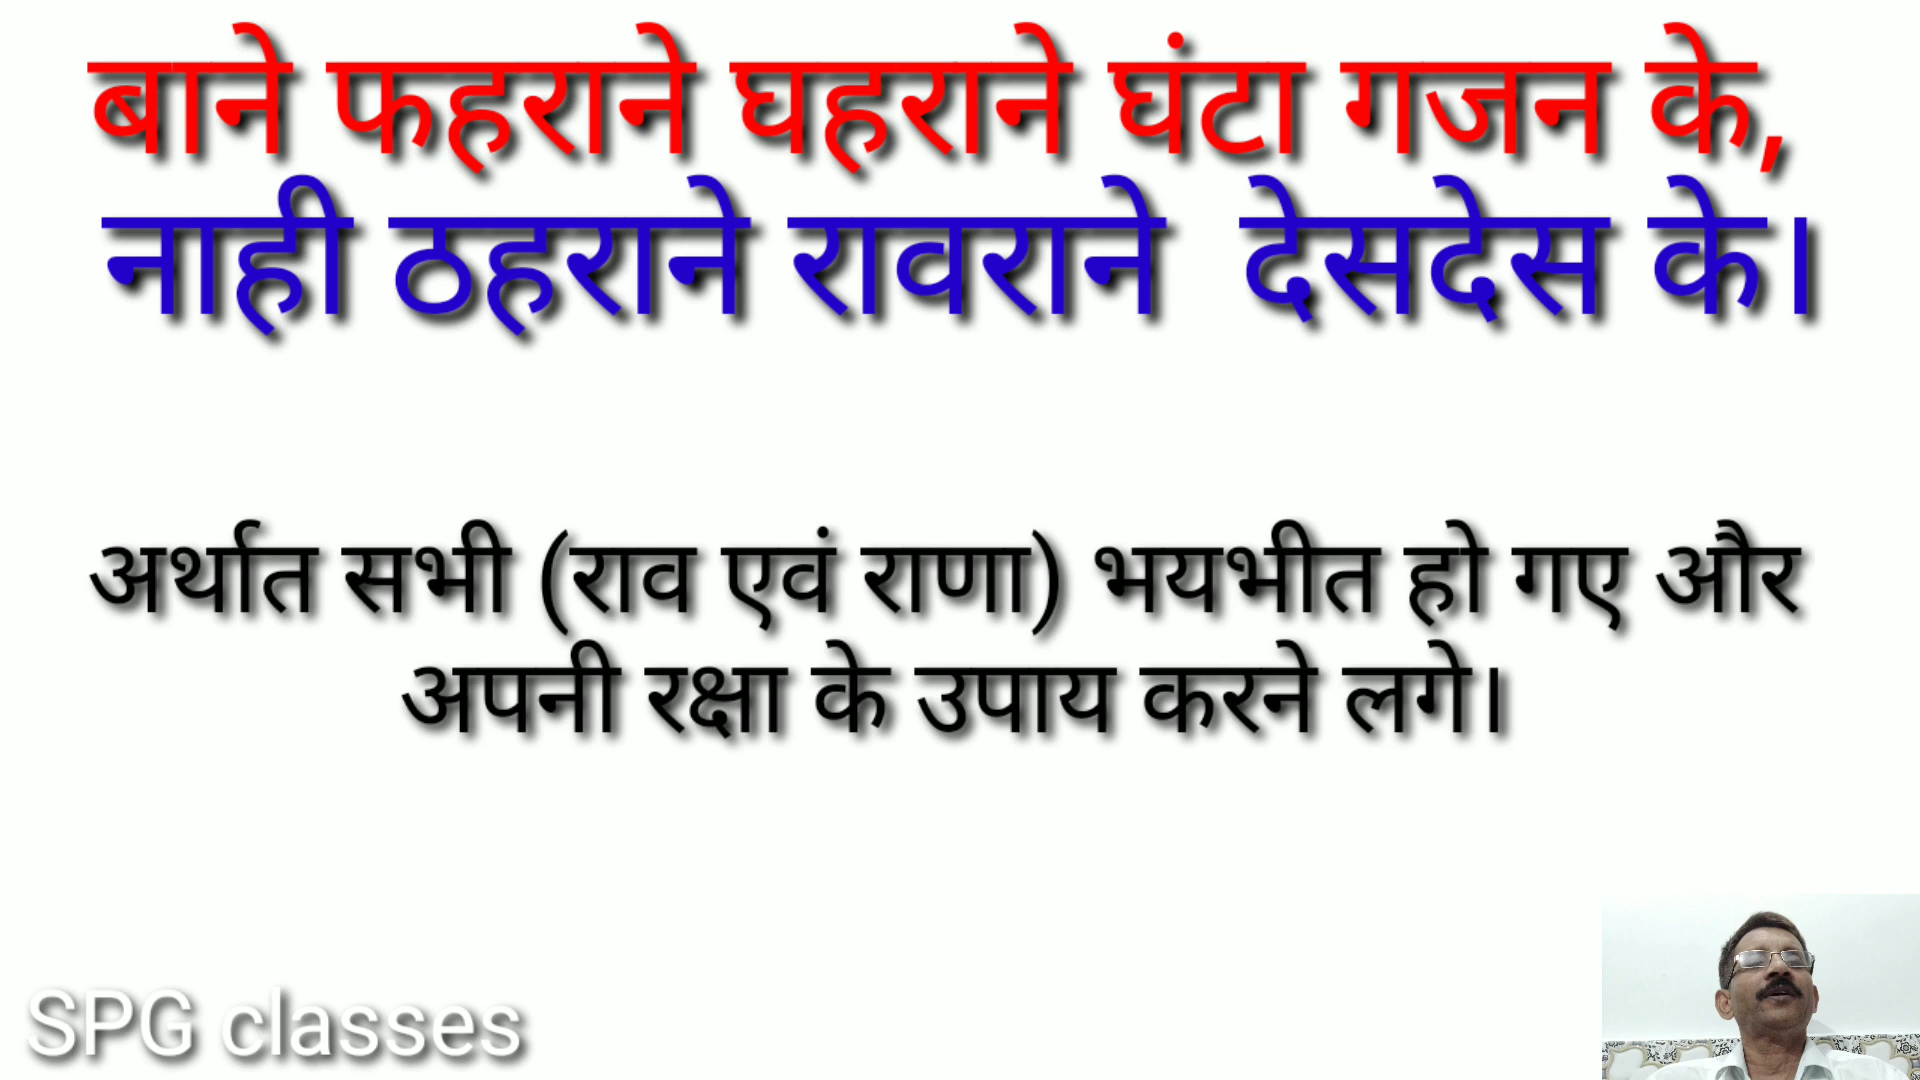 बाने फहराने घहराने घंटा गजन के,
नाही ठहराने रावराने देसदेस के।
अर्थात सभी (राव एवं राणा) भयभीत हो गए और
अपनी रक्षा के उपाय करने लगे।
SPG classes